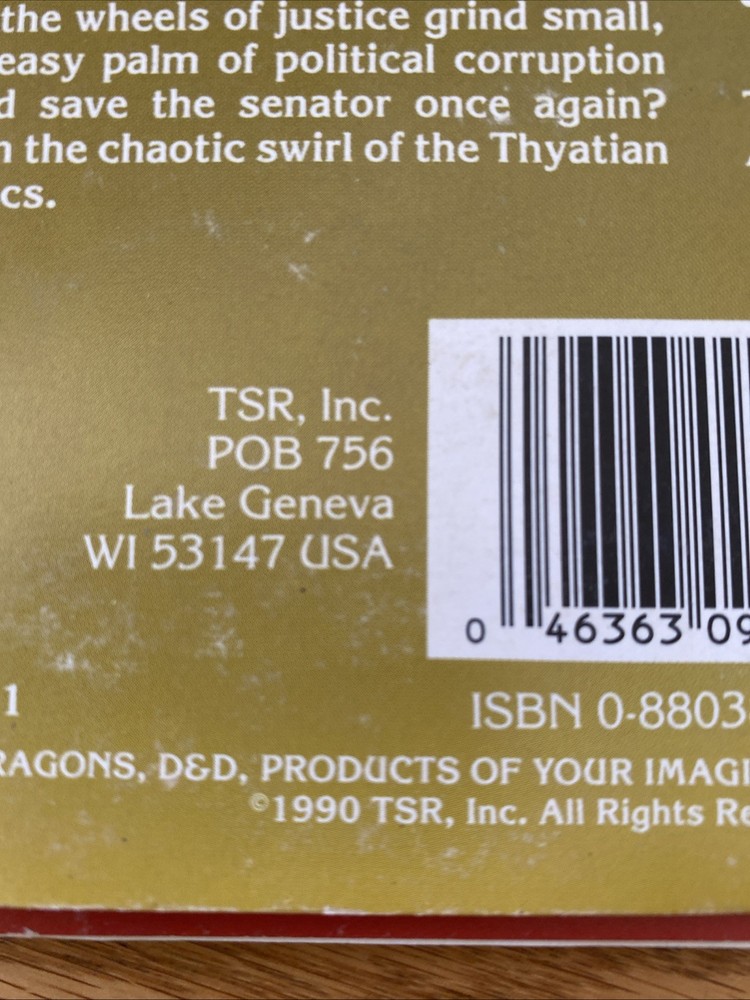 the wheels of justice grind small,
easy palm of political corruption
d save the senator once again?
n the chaotic swirl of the Thyatian
cs.
TSR, Inc.
POB 756
Lake Geneva
WI 53147 USA
0 46363 09
1
ISBN 0-8803
RAGONS, D&D, PRODUCTS OF YOUR IMAGI
©1990 TSR, Inc. All Rights Re